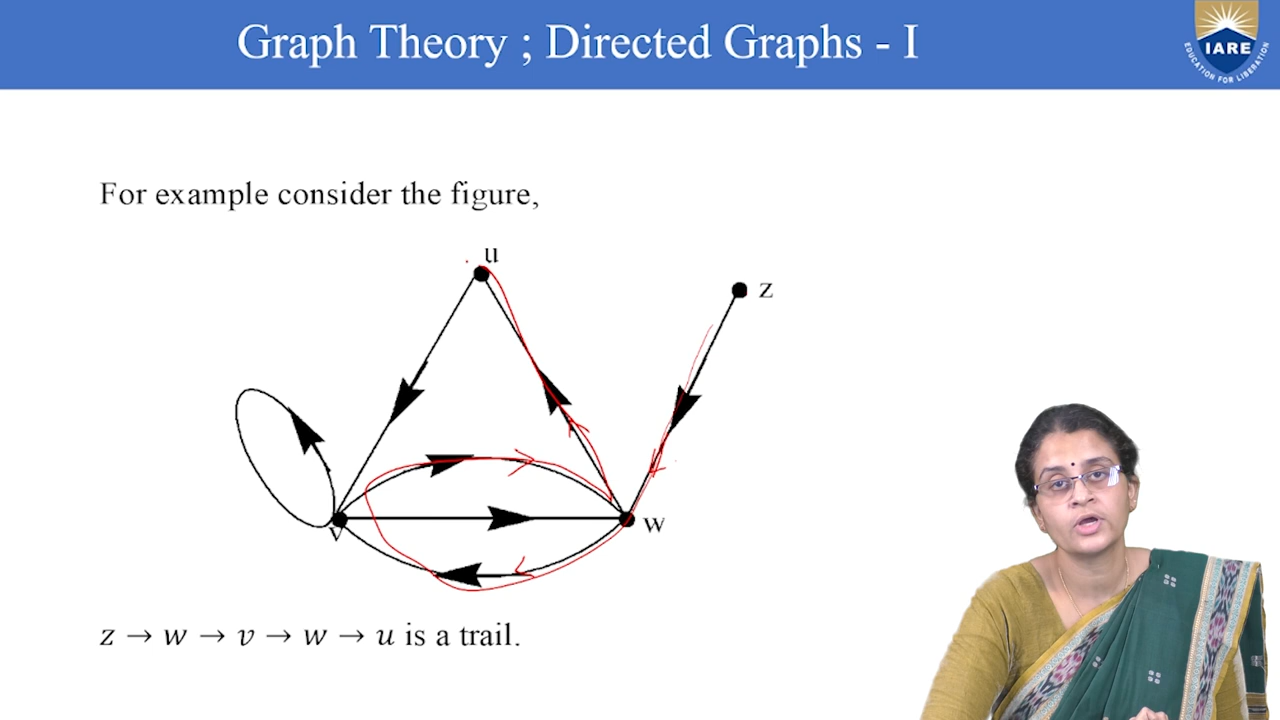 Graph Theory ; Directed Graphs - I
IARE
EDUCATION FOR LIBERATION
For example consider the figure,
u
z
v
w
z → w → v → w → u is a trail.